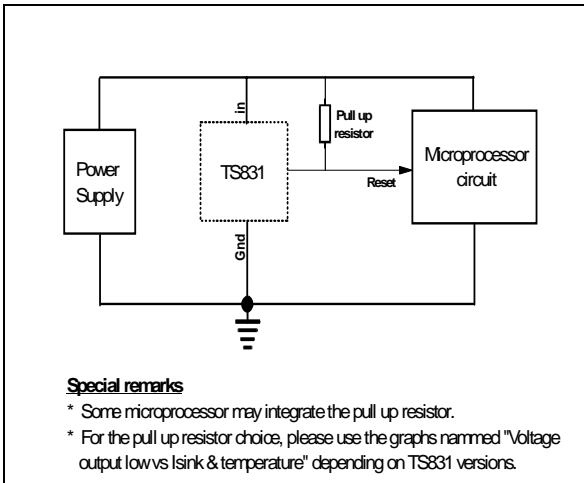 in
Pull up
resistor
Power
Supply
TS831
Microprocessor
circuit
Reset
Gnd
Special remarks
* Some microprocessor may integrate the pull up resistor.
* For the pull up resistor choice, please use the graphs nammed "Voltage
output low vs Isink & temperature" depending on TS831 versions.